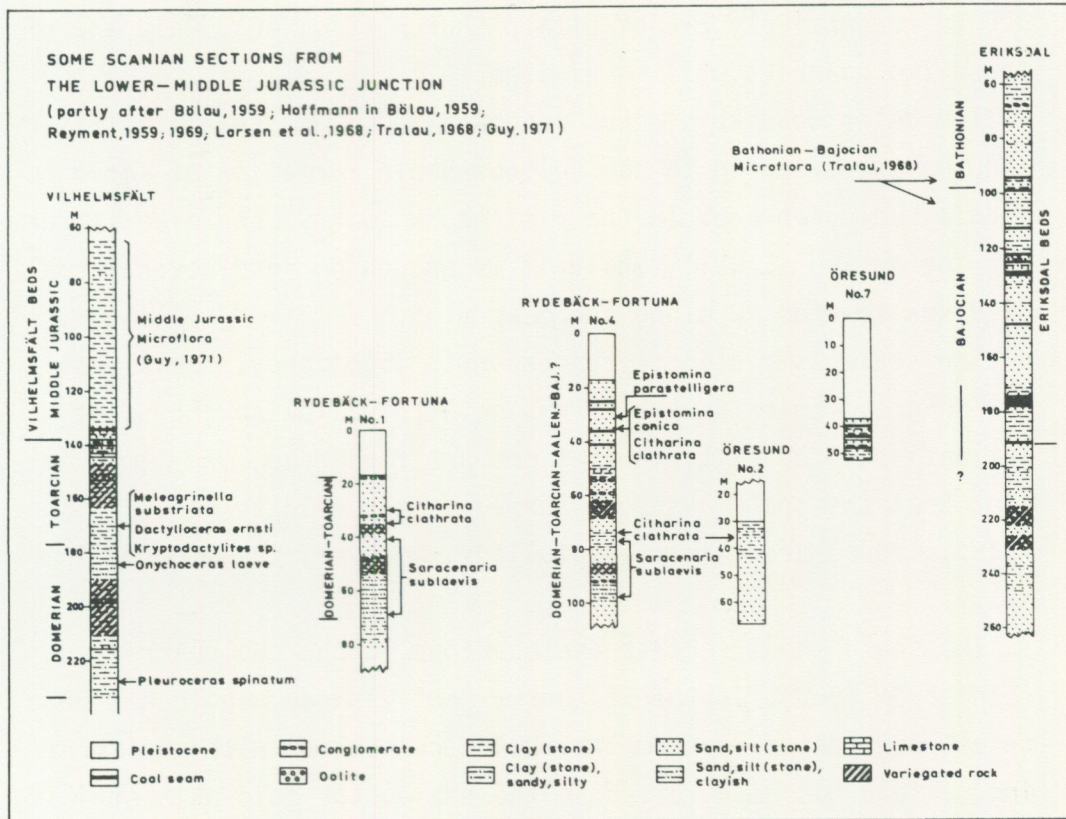 SOME SCANIAN SECTIONS FROM
THE LOWER—MIDDLE JURASSIC JUNCTION
(partly after Bölau, 1959; Hoffmann in Bölau, 1959;
Reyment, 1959; 1969; Larsen et al., 1968; Tralau, 1968; Guy, 1971)
VILHELMSFÄLT
M
60
80
100
120
140
160
180
200
220
VILHELMSFÄLT BEDS
MIDDLE JURASSIC
TOARCIAN
DOMERIAN
Middle Jurassic
Microflora
(Guy, 1971)
Meleagrinella
substriata
Dactylioceras ernsti
Kryptodactylites sp.
Onychoceras laeve
Pleuroceras spinatum
RYDEBÄCK—FORTUNA
M No.1
0
20
40
60
80
DOMERIAN—TOARCIAN
Citharina
clathrata
Saracenaria
sublaevis
RYDEBÄCK—FORTUNA
M No.4
0
20
40
60
80
100
DOMERIAN—TOARCIAN—AALEN.—BAJ.?
Epistomina
parastelligera
Epistomina
conica
Citharina
clathrata
Citharina
clathrata
Saracenaria
sublaevis
ÖRESUND
No.2
M
0
30
20
30
40
50
60
ÖRESUND
No.7
M
0
10
20
30
40
50
Bathonian—Bajocian
Microflora (Tralau, 1968)
ERIKSDAL
M
60
80
100
120
140
160
190
200
220
240
260
BATHONIAN
BAJOCIAN
?
ERIKSDAL BEDS
Pleistocene
Coal seam
Conglomerate
Oolite
Clay (stone)
Clay (stone),
sandy, silty
Sand, silt (stone)
Sand, silt (stone),
clayish
Limestone
Variegated rock